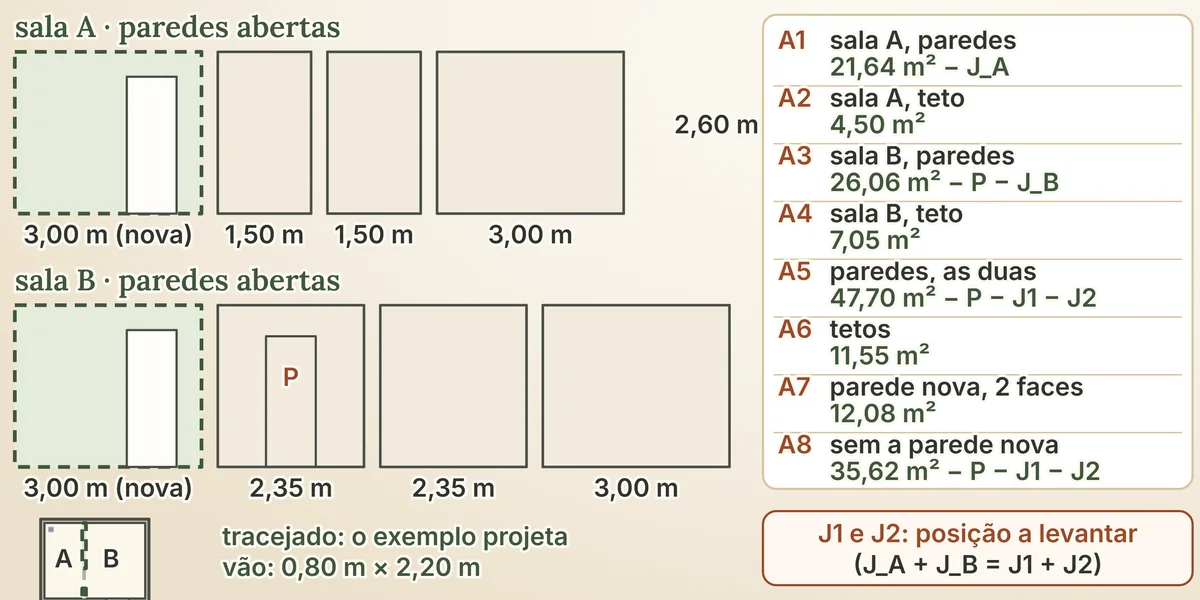 sala A · paredes abertas
3,00 m (nova)
1,50 m
1,50 m
3,00 m
2,60 m
sala B · paredes abertas
P
3,00 m (nova)
2,35 m
2,35 m
3,00 m
A
B
tracejado: o exemplo projeta
vão: 0,80 m × 2,20 m
A1 sala A, paredes
21,64 m² – J_A
A2 sala A, teto
4,50 m²
A3 sala B, paredes
26,06 m² – P – J_B
A4 sala B, teto
7,05 m²
A5 paredes, as duas
47,70 m² – P – J1 – J2
A6 tetos
11,55 m²
A7 parede nova, 2 faces
12,08 m²
A8 sem a parede nova
35,62 m² – P – J1 – J2
J1 e J2: posição a levantar
(J_A + J_B = J1 + J2)